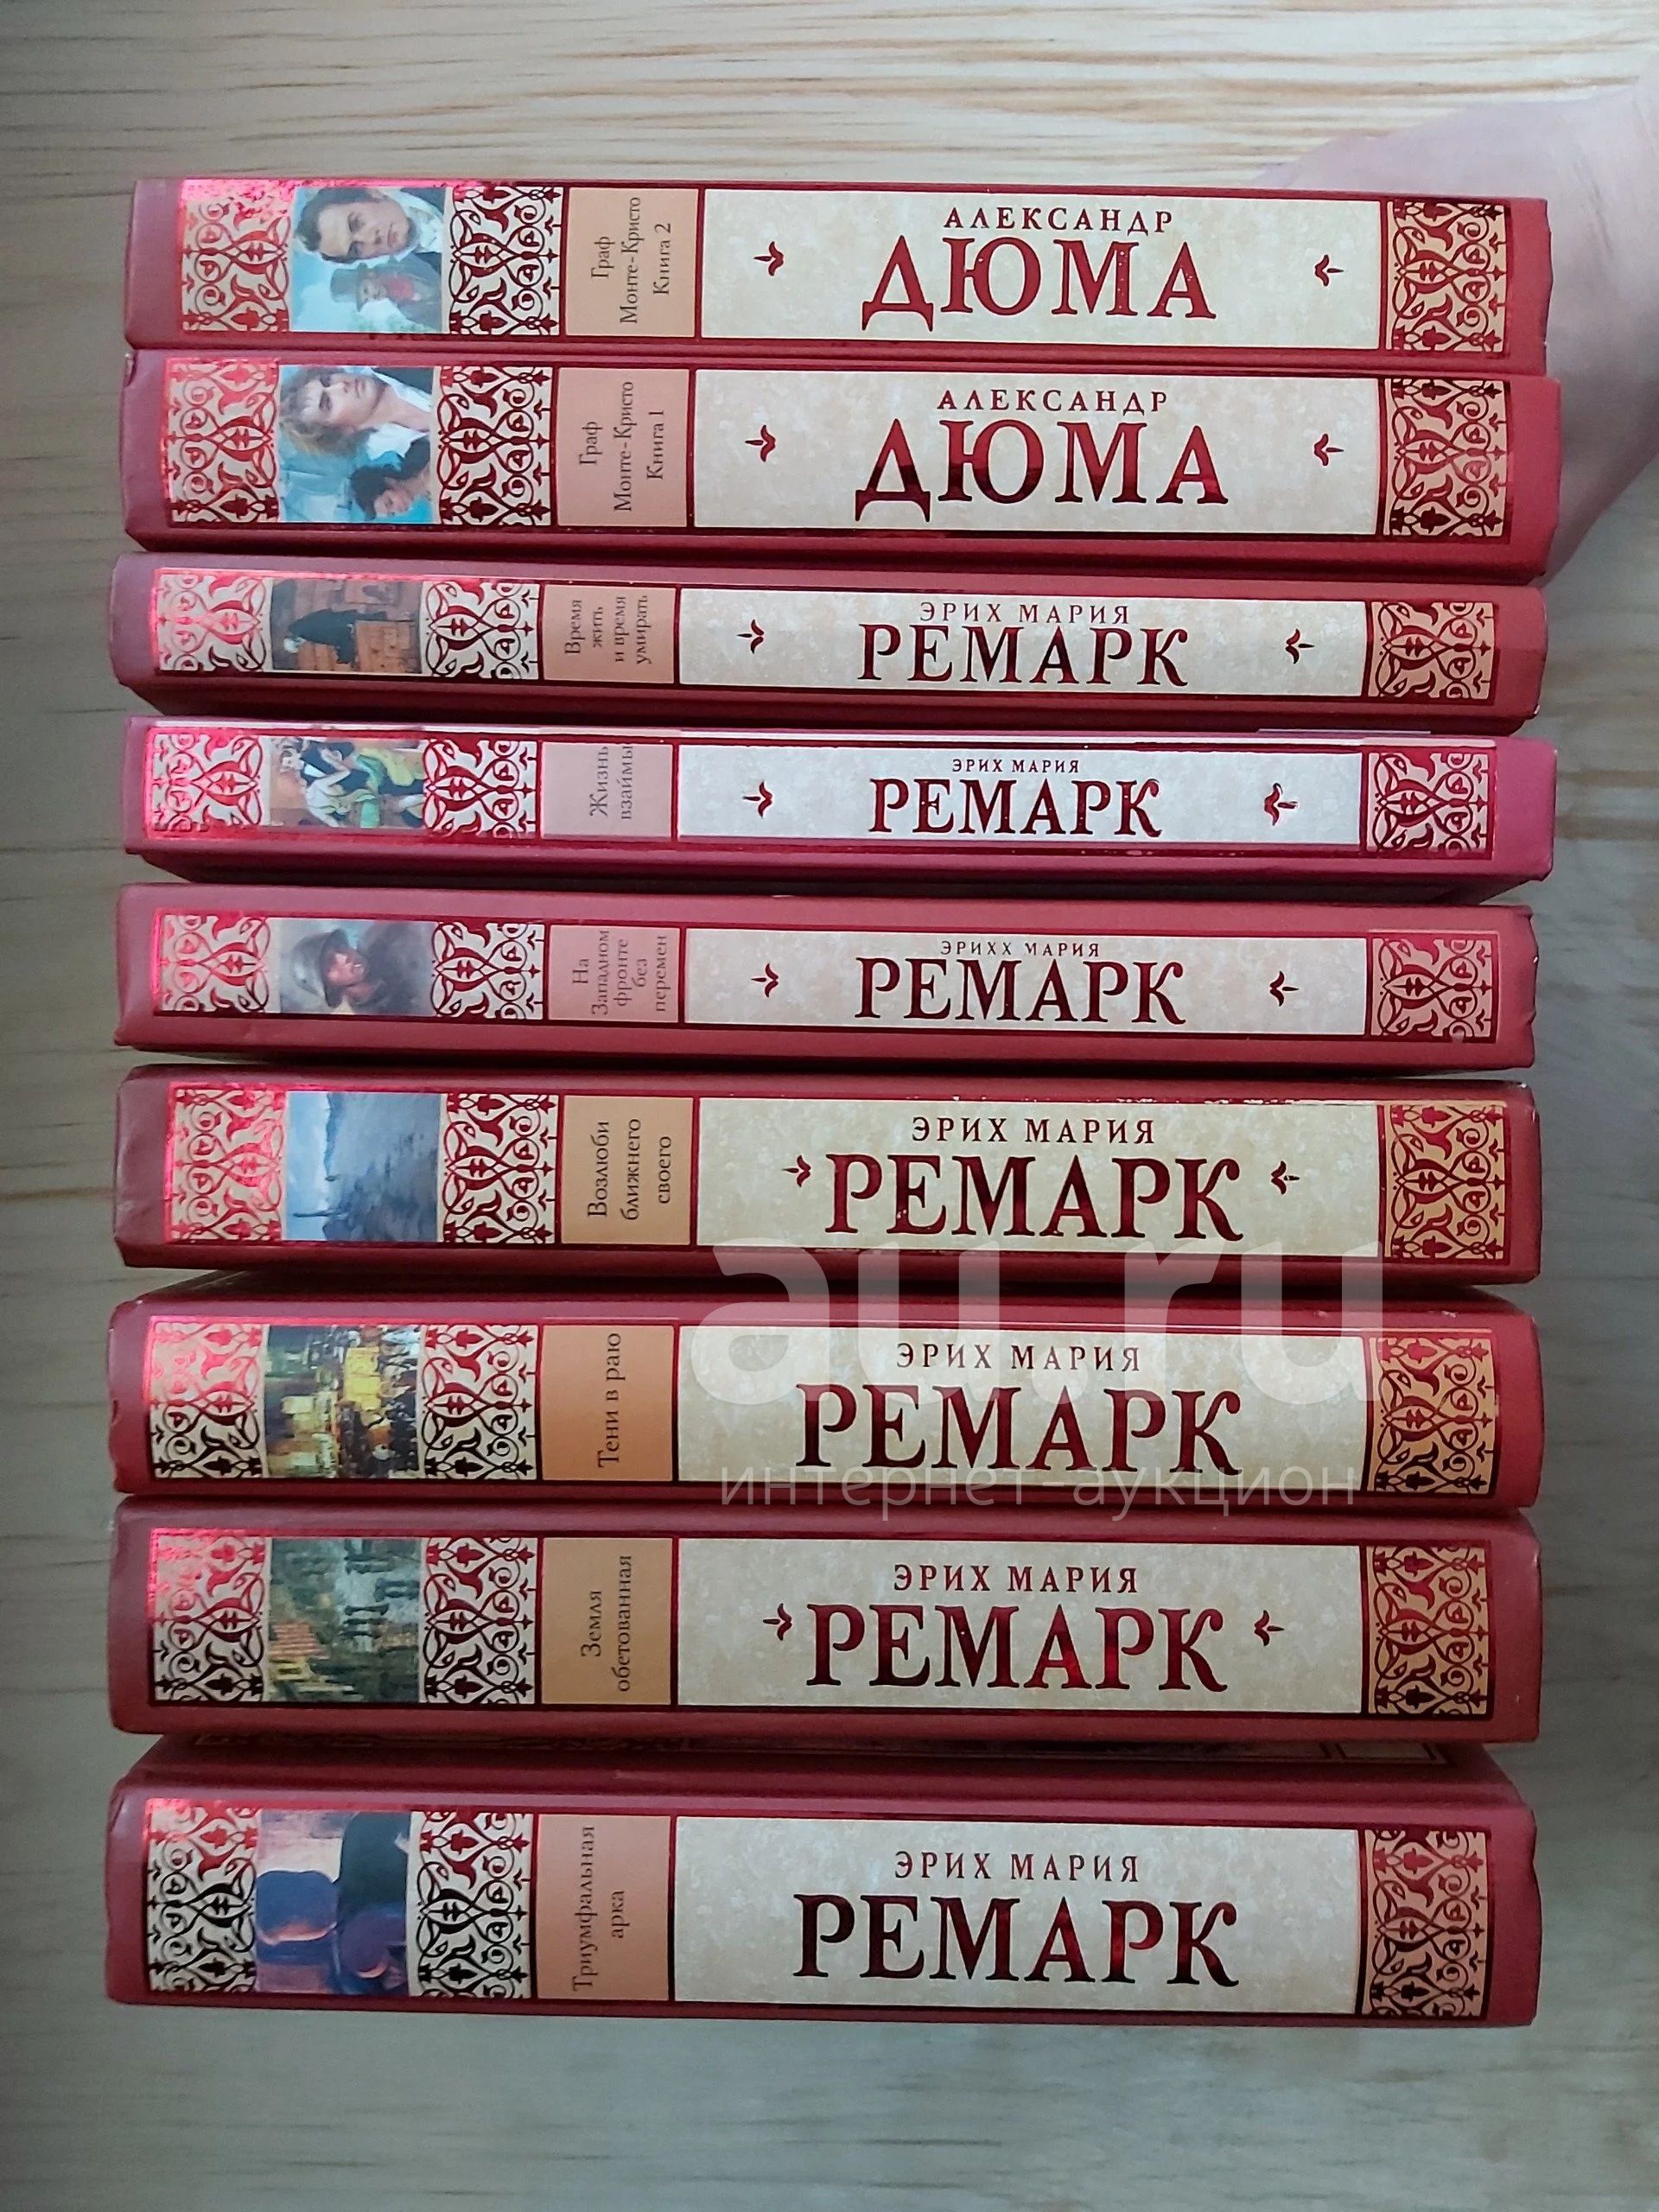 Граф
Монте-Кристо
Книга 2
АЛЕКСАНДР
ДЮМА
Граф
Монте-Кристо
Книга 1
АЛЕКСАНДР
ДЮМА
Время
жить
и время
умирать
ЭРИХ МАРИЯ
РЕМАРК
Жизнь
взаймы
ЭРИХ МАРИЯ
РЕМАРК
На
Западном
фронте
без
перемен
ЭРИХХ МАРИЯ
РЕМАРК
Возлюби
ближнего
своего
ЭРИХ МАРИЯ
РЕМАРК
Тени в раю
ЭРИХ МАРИЯ
РЕМАРК
au.ru
интернет-аукцион
Земля
обетованная
ЭРИХ МАРИЯ
РЕМАРК
Триумфальная
арка
ЭРИХ МАРИЯ
РЕМАРК